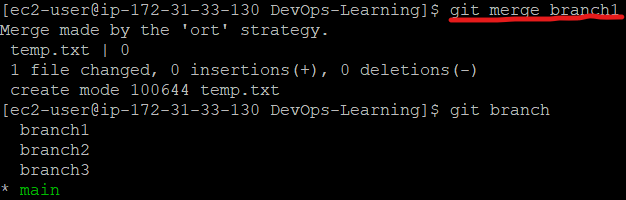 [ec2-user@ip-172-31-33-130 DevOps-Learning]$ git merge branch1
Merge made by the 'ort' strategy.
 temp.txt | 0
 1 file changed, 0 insertions(+), 0 deletions(-)
 create mode 100644 temp.txt
[ec2-user@ip-172-31-33-130 DevOps-Learning]$ git branch
  branch1
  branch2
  branch3
* main